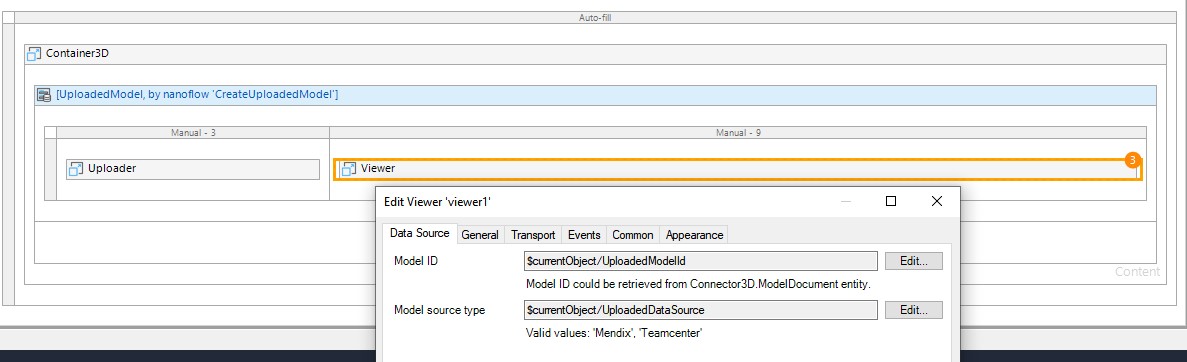 Auto-fill
Container3D
[UploadedModel, by nanoflow 'CreateUploadedModel']
Manual - 3
Manual - 9
Uploader
Viewer
3
Edit Viewer 'viewer1'
Data Source General Transport Events Common Appearance
Model ID $currentObject/UploadedModelId Edit...
Model ID could be retrieved from Connector3D.ModelDocument entity.
Content
Model source type $currentObject/UploadedDataSource Edit...
Valid values: 'Mendix', 'Teamcenter'